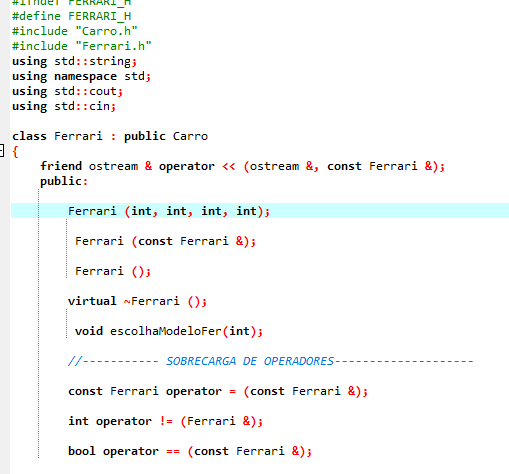 #ifndef FERRARI_H
#define FERRARI_H
#include "Carro.h"
#include "Ferrari.h"
using std::string;
using namespace std;
using std::cout;
using std::cin;
class Ferrari : public Carro
{
friend ostream & operator << (ostream &, const Ferrari &);
public:
Ferrari (int, int, int, int);
Ferrari (const Ferrari &);
Ferrari ();
virtual ~Ferrari ();
void escolhaModeloFer(int);
//----------- SOBRECARGA DE OPERADORES--------------------
const Ferrari operator = (const Ferrari &);
int operator != (Ferrari &);
bool operator == (const Ferrari &);